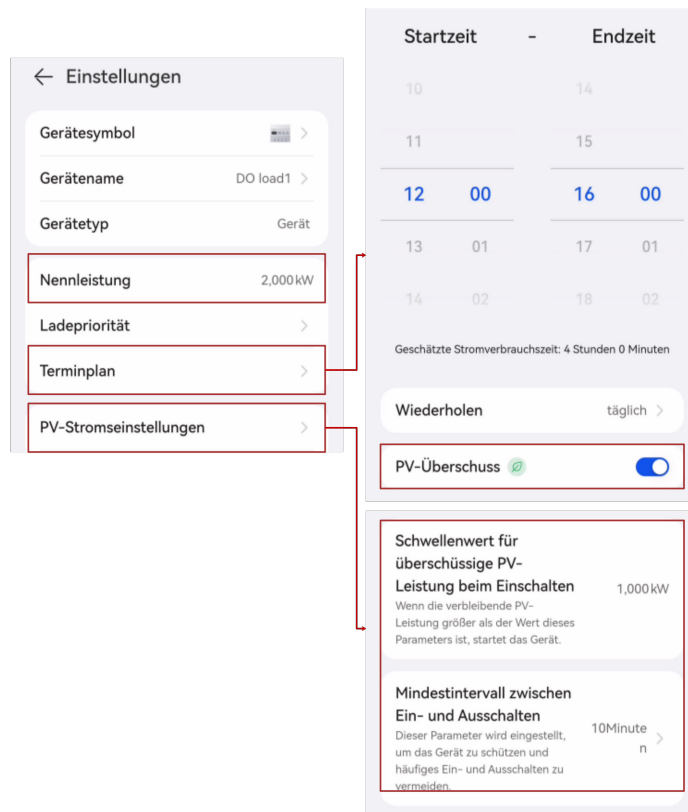 Einstellungen
Gerätesymbol
Gerätename DO load1
Gerätetyp Gerät
Nennleistung 2,000 kW
Ladepriorität
Terminplan
PV-Stromseinstellungen
Startzeit - Endzeit
10 14
11 15
12 00 16 00
13 01 17 01
14 02 18 02
Geschätzte Stromverbrauchszeit: 4 Stunden 0 Minuten
Wiederholen täglich
PV-Überschuss
Schwellenwert für
überschüssige PV-
Leistung beim Einschalten 1,000 kW
Wenn die verbleibende PV-
Leistung größer als der Wert dieses
Parameters ist, startet das Gerät.
Mindestintervall zwischen
Ein- und Ausschalten
10Minute
n
Dieser Parameter wird eingestellt,
um das Gerät zu schützen und
häufiges Ein- und Ausschalten zu
vermeiden.